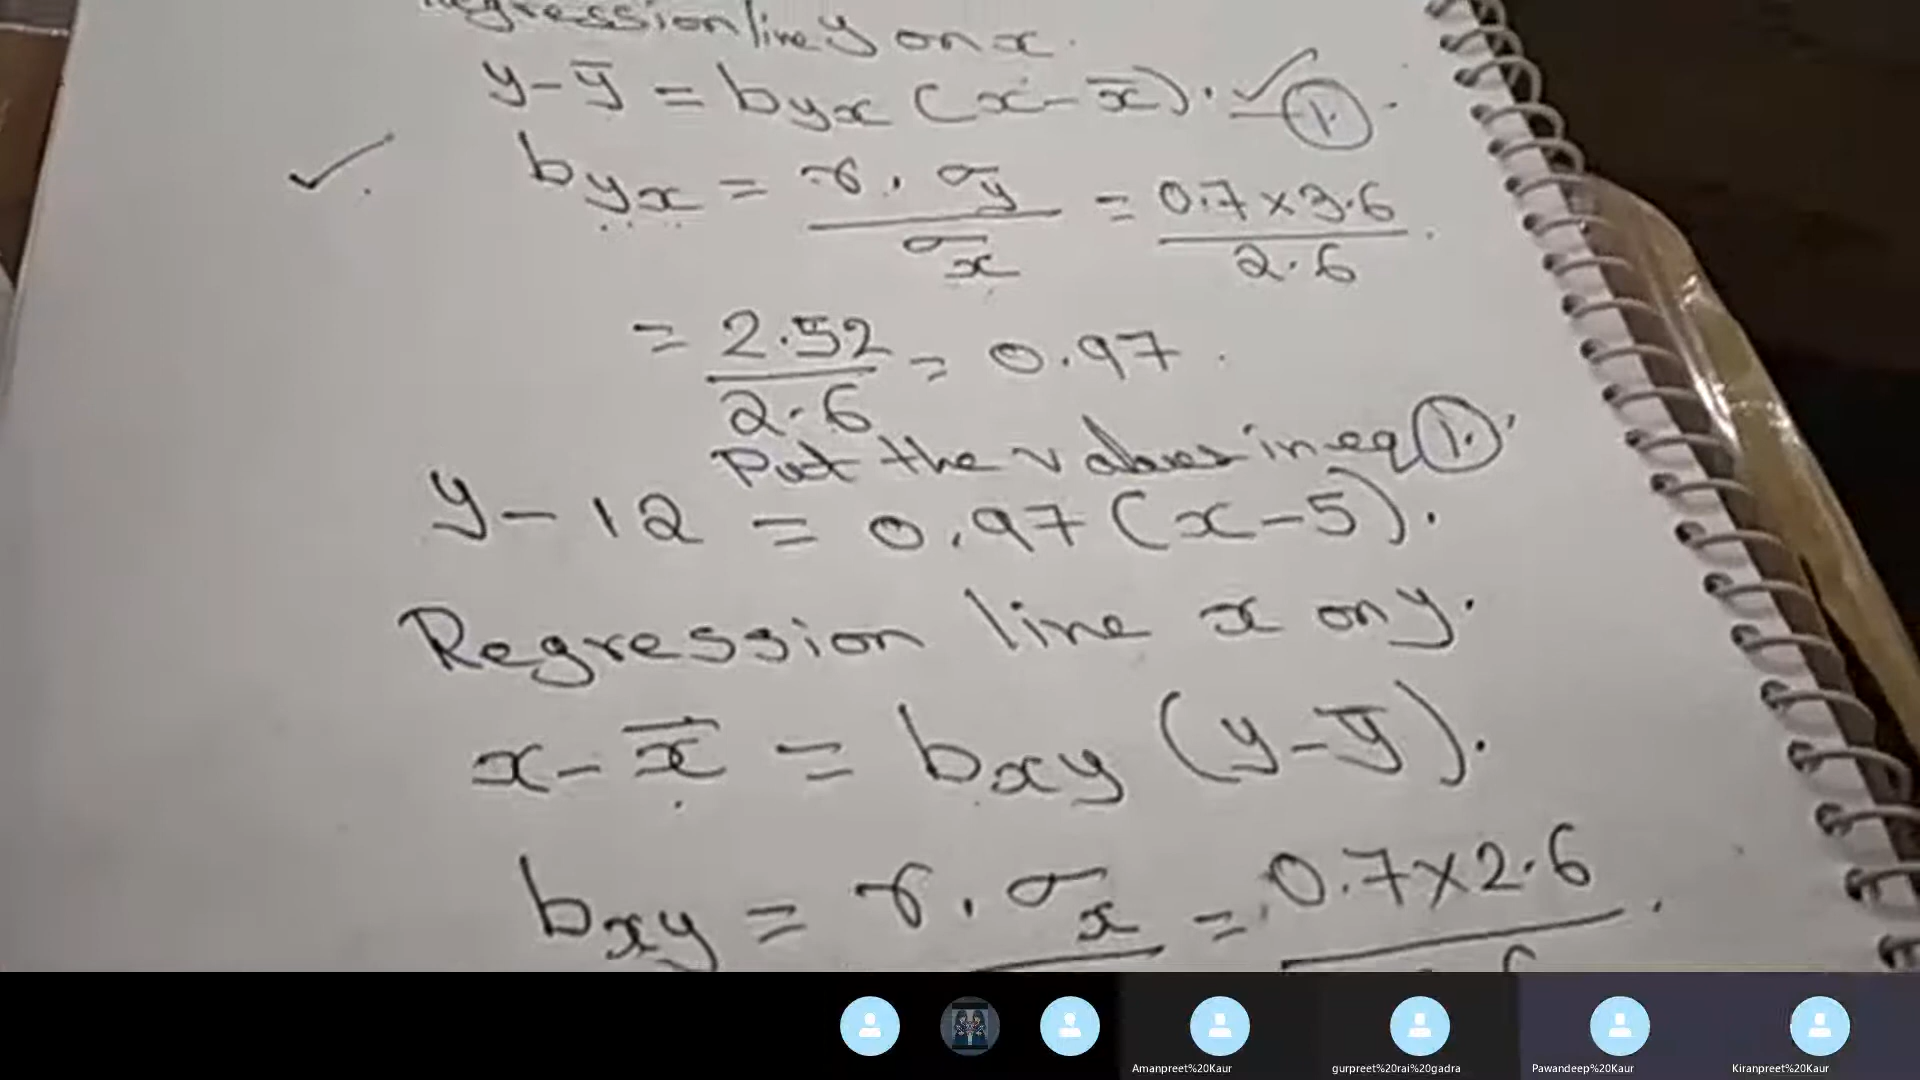 Regression line y on x.
y - ȳ = byx (x - x̄). ✓ ①.
✓ byx = r . σy / σx = 0.7 × 3.6 / 2.6
= 2.52 / 2.6 = 0.97
Put the values in eq ①.
y - 12 = 0.97 (x - 5).
Regression line x on y.
x - x̄ = bxy (y - ȳ).
bxy = r . σx = 0.7 × 2.6
Amanpreet%20Kaur gurpreet%20rai%20gadra Pawandeep%20Kaur Kiranpreet%20Kaur